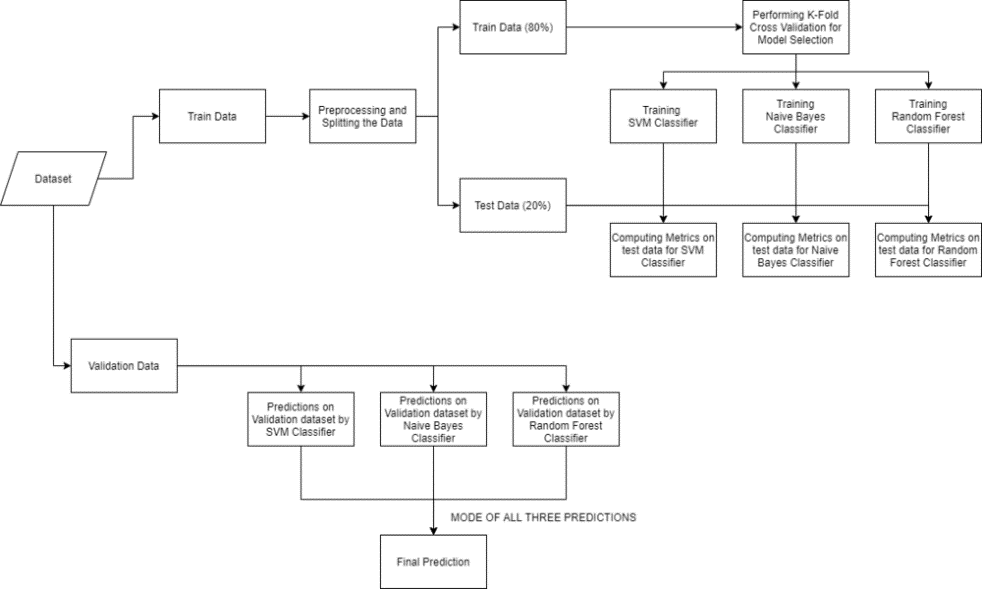 Train Data (80%)
Performing K-Fold
Cross Validation for
Model Selection
Train Data
Preprocessing and
Splitting the Data
Training
SVM Classifier
Training
Naive Bayes
Classifier
Training
Random Forest
Classifier
Dataset
Test Data (20%)
Computing Metrics on
test data for SVM
Classifier
Computing Metrics on
test data for Naive
Bayes Classifier
Computing Metrics on
test data for Random
Forest Classifier
Validation Data
Predictions on
Validation dataset by
SVM Classifier
Predictions on
Validation dataset by
Naive Bayes
Classifier
Predictions on
Validation dataset by
Random Forest
Classifier
MODE OF ALL THREE PREDICTIONS
Final Prediction